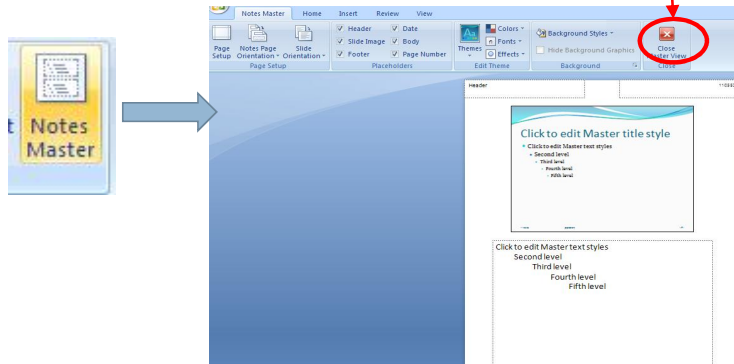 Notes
Master
Notes Master Home Insert Review View
Page Setup
Notes Page Orientation
Slide Orientation
Header
Slide Image
Footer
Date
Body
Page Number
Themes
Colors
Fonts
Effects
Background Styles
Hide Background Graphics
Close
Master View
Page Setup Placeholders Edit Theme Background Close
Header
Click to edit Master title style
Click to edit Master text styles
Second level
Third level
Fourth level
Fifth level
Click to edit Master text styles
Second level
Third level
Fourth level
Fifth level